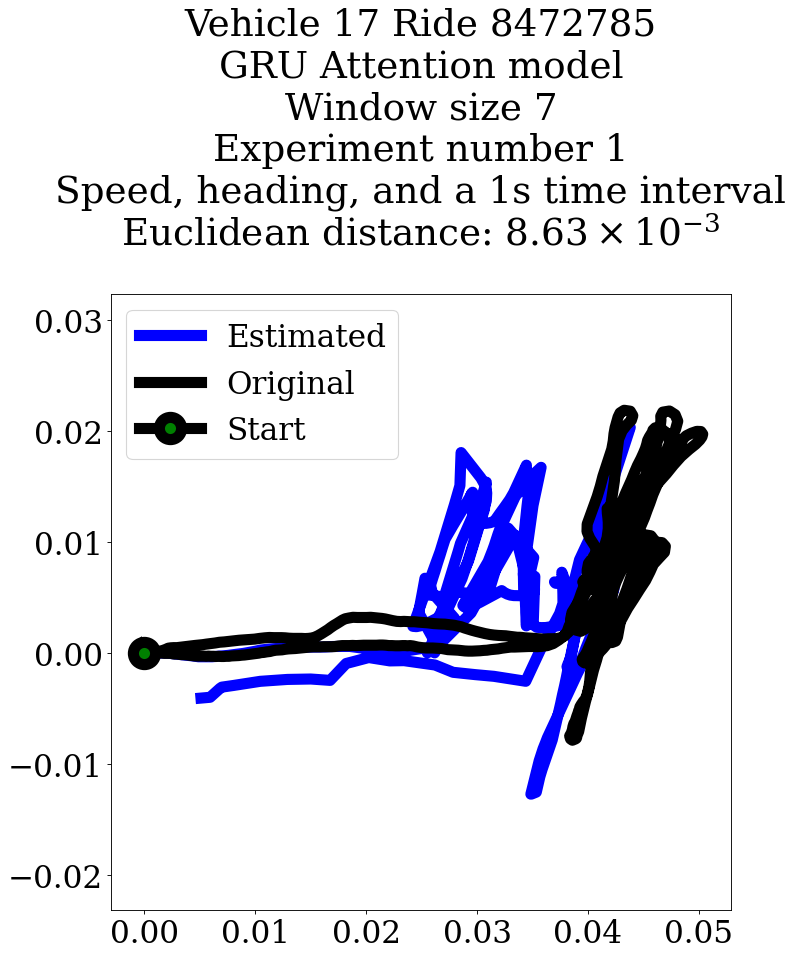 Vehicle 17 Ride 8472785
GRU Attention model
Window size 7
Experiment number 1
Speed, heading, and a 1s time interval
Euclidean distance: 8.63 × 10⁻³
0.03
0.02
0.01
0.00
−0.01
−0.02
Estimated
Original
Start
0.00 0.01 0.02 0.03 0.04 0.05